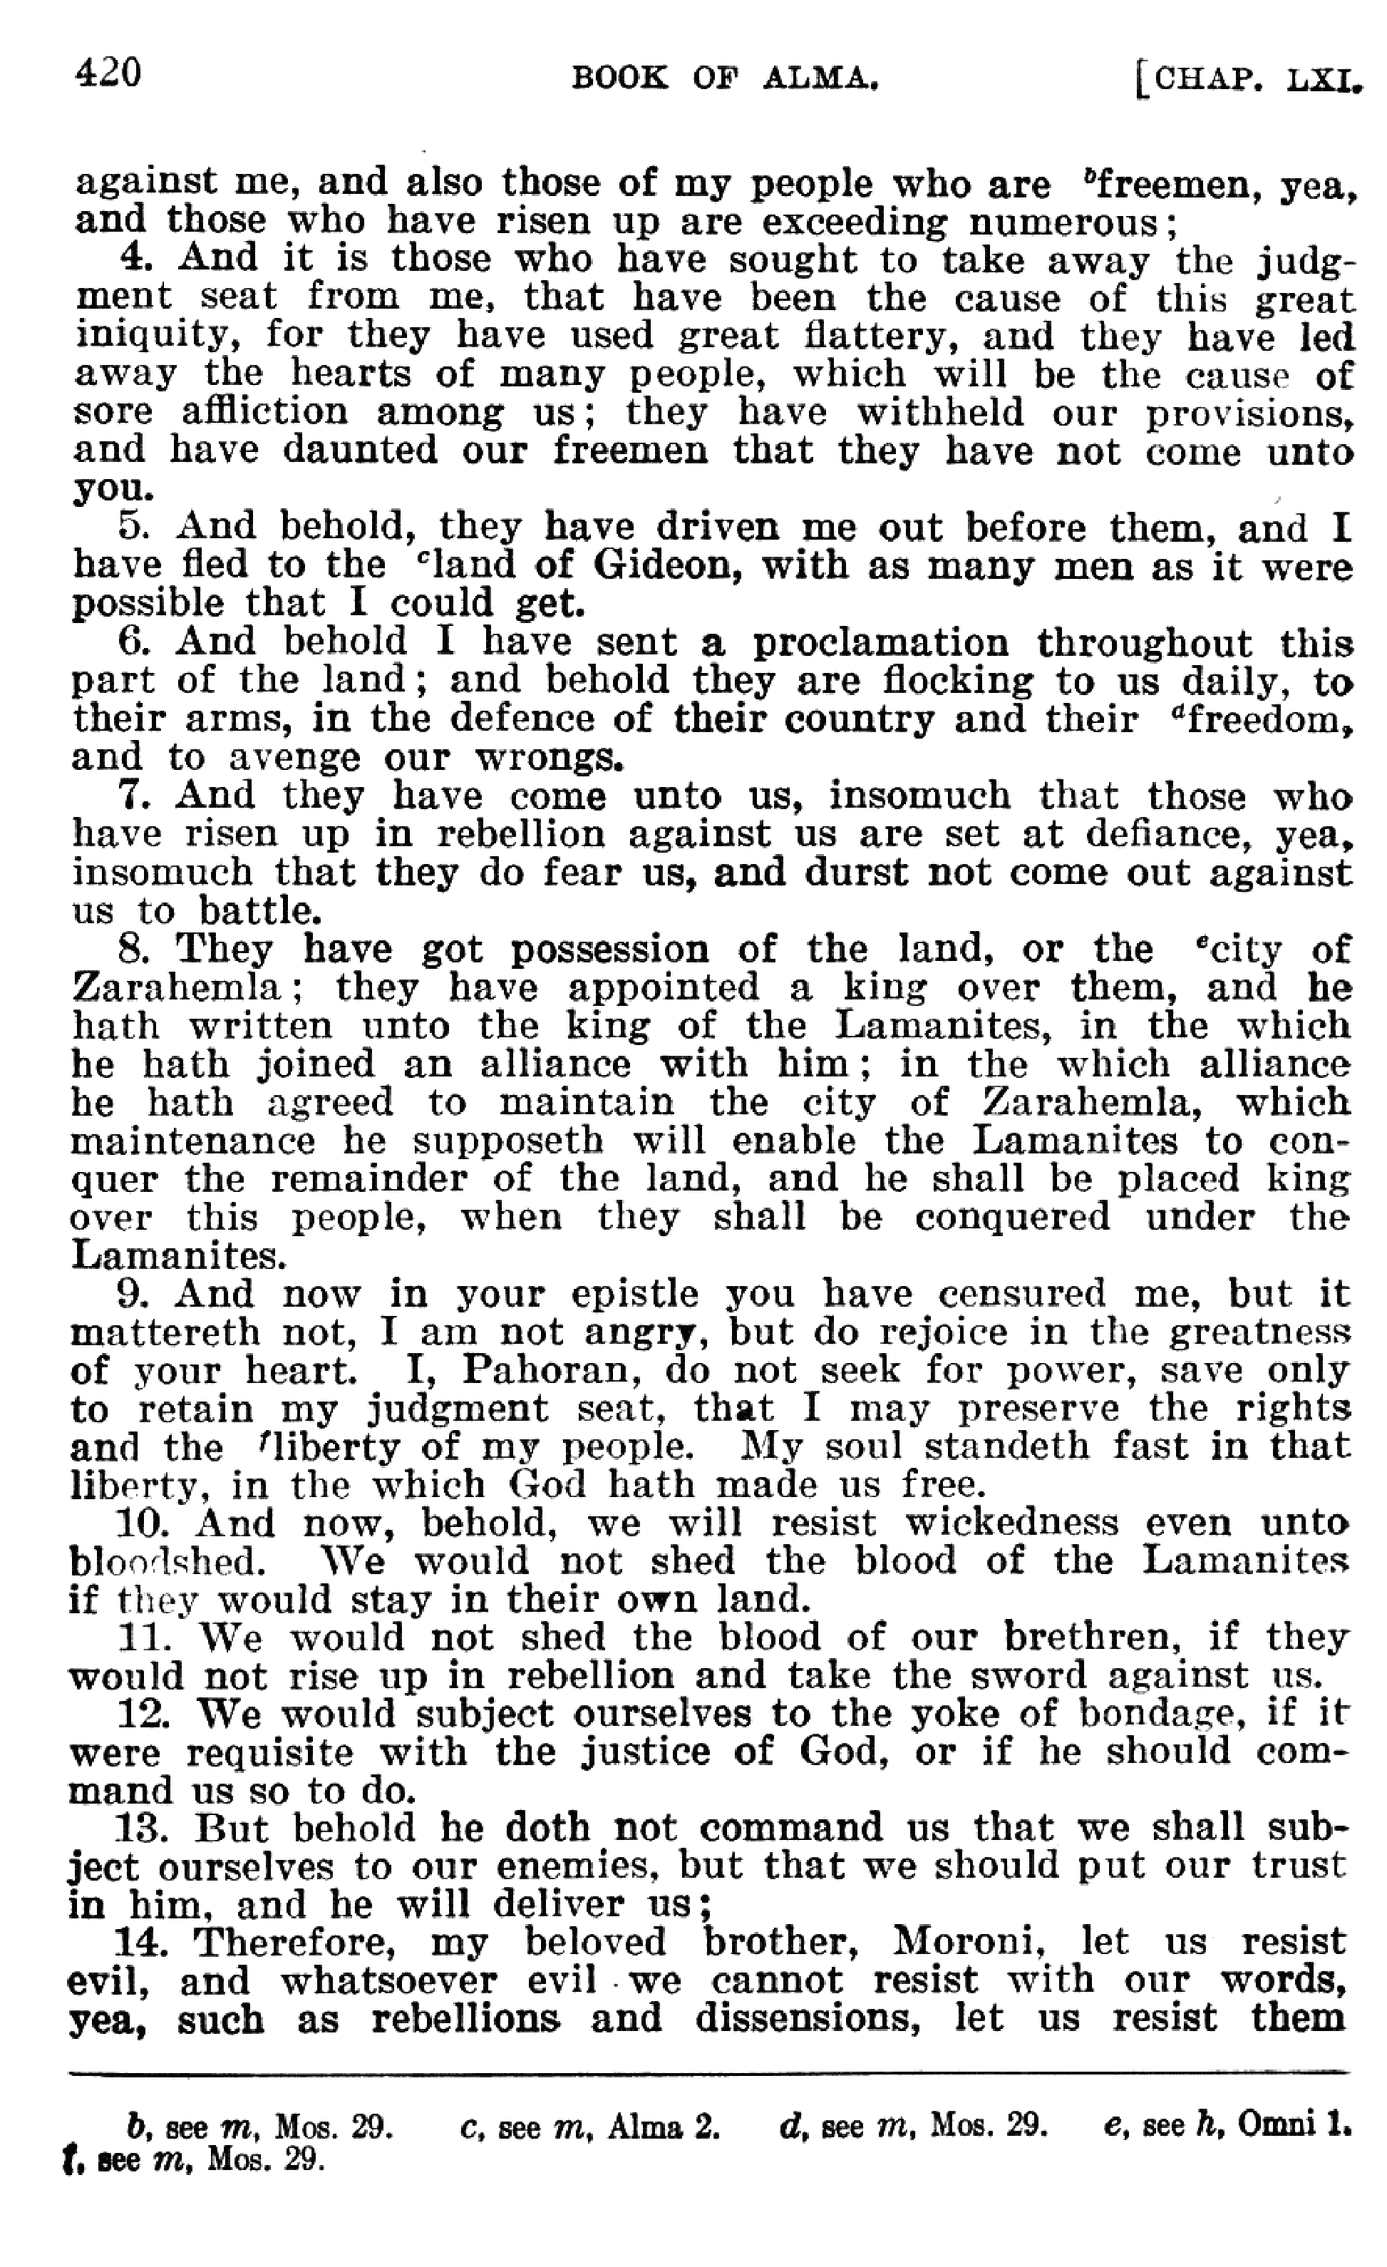 420 BOOK OF ALMA. [CHAP. LXI.
against me, and also those of my people who are ᵇfreemen, yea,
and those who have risen up are exceeding numerous;
4. And it is those who have sought to take away the judg-
ment seat from me, that have been the cause of this great
iniquity, for they have used great flattery, and they have led
away the hearts of many people, which will be the cause of
sore affliction among us; they have withheld our provisions,
and have daunted our freemen that they have not come unto
you.
5. And behold, they have driven me out before them, and I
have fled to the ᶜland of Gideon, with as many men as it were
possible that I could get.
6. And behold I have sent a proclamation throughout this
part of the land; and behold they are flocking to us daily, to
their arms, in the defence of their country and their ᵈfreedom,
and to avenge our wrongs.
7. And they have come unto us, insomuch that those who
have risen up in rebellion against us are set at defiance, yea,
insomuch that they do fear us, and durst not come out against
us to battle.
8. They have got possession of the land, or the ᵉcity of
Zarahemla; they have appointed a king over them, and he
hath written unto the king of the Lamanites, in the which
he hath joined an alliance with him; in the which alliance
he hath agreed to maintain the city of Zarahemla, which
maintenance he supposeth will enable the Lamanites to con-
quer the remainder of the land, and he shall be placed king
over this people, when they shall be conquered under the
Lamanites.
9. And now in your epistle you have censured me, but it
mattereth not, I am not angry, but do rejoice in the greatness
of your heart. I, Pahoran, do not seek for power, save only
to retain my judgment seat, that I may preserve the rights
and the ᶠliberty of my people. My soul standeth fast in that
liberty, in the which God hath made us free.
10. And now, behold, we will resist wickedness even unto
bloodshed. We would not shed the blood of the Lamanites
if they would stay in their own land.
11. We would not shed the blood of our brethren, if they
would not rise up in rebellion and take the sword against us.
12. We would subject ourselves to the yoke of bondage, if it
were requisite with the justice of God, or if he should com-
mand us so to do.
13. But behold he doth not command us that we shall sub-
ject ourselves to our enemies, but that we should put our trust
in him, and he will deliver us;
14. Therefore, my beloved brother, Moroni, let us resist
evil, and whatsoever evil we cannot resist with our words,
yea, such as rebellions and dissensions, let us resist them
b, see m, Mos. 29. c, see m, Alma 2. d, see m, Mos. 29. e, see h, Omni 1.
f, see m, Mos. 29.